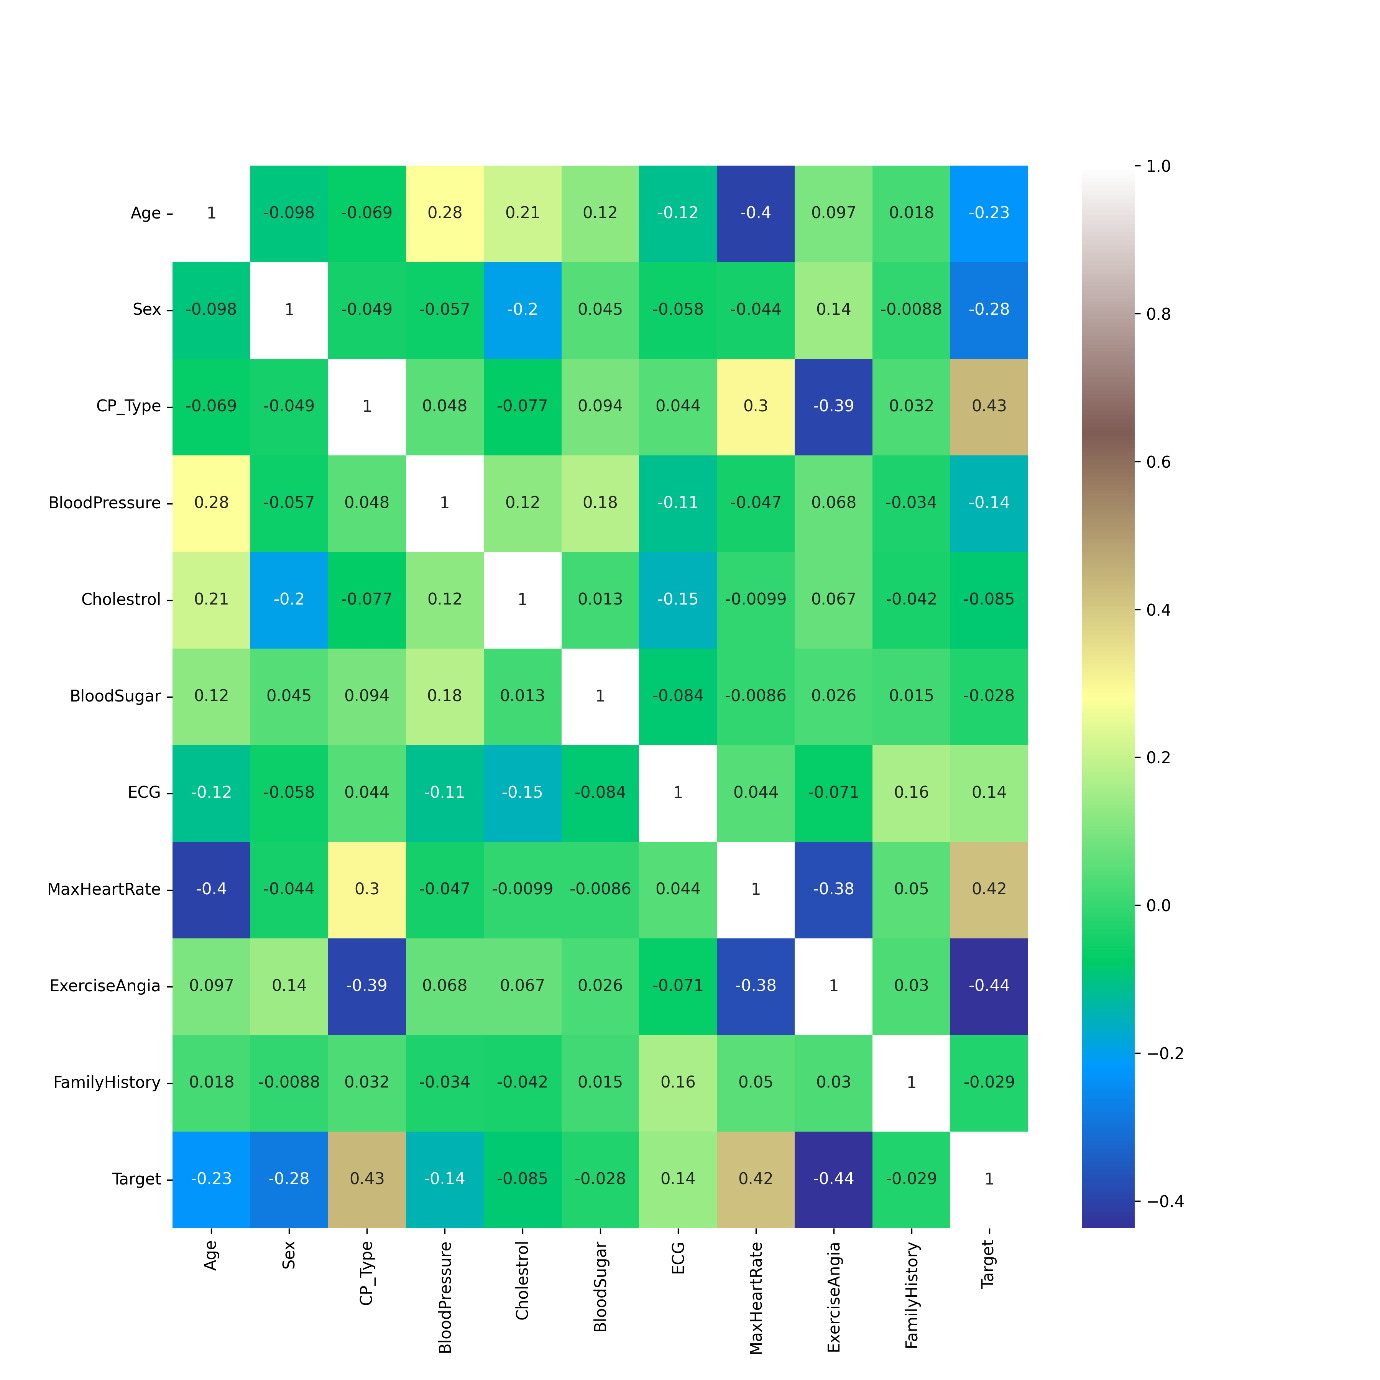 1.0
Age 1 -0.098 -0.069 0.28 0.21 0.12 -0.12 -0.4 0.097 0.018 -0.23
0.8
Sex -0.098 1 -0.049 -0.057 -0.2 0.045 -0.058 -0.044 0.14 -0.0088 -0.28
CP_Type -0.069 -0.049 1 0.048 -0.077 0.094 0.044 0.3 -0.39 0.032 0.43
0.6
BloodPressure 0.28 -0.057 0.048 1 0.12 0.18 -0.11 -0.047 0.068 -0.034 -0.14
Cholestrol 0.21 -0.2 -0.077 0.12 1 0.013 -0.15 -0.0099 0.067 -0.042 -0.085
0.4
BloodSugar 0.12 0.045 0.094 0.18 0.013 1 -0.084 -0.0086 0.026 0.015 -0.028
0.2
ECG -0.12 -0.058 0.044 -0.11 -0.15 -0.084 1 0.044 -0.071 0.16 0.14
MaxHeartRate -0.4 -0.044 0.3 -0.047 -0.0099 -0.0086 0.044 1 -0.38 0.05 0.42
0.0
ExerciseAngia 0.097 0.14 -0.39 0.068 0.067 0.026 -0.071 -0.38 1 0.03 -0.44
−0.2
FamilyHistory 0.018 -0.0088 0.032 -0.034 -0.042 0.015 0.16 0.05 0.03 1 -0.029
Target -0.23 -0.28 0.43 -0.14 -0.085 -0.028 0.14 0.42 -0.44 -0.029 1
−0.4
Age Sex CP_Type BloodPressure Cholestrol BloodSugar ECG MaxHeartRate ExerciseAngia FamilyHistory Target